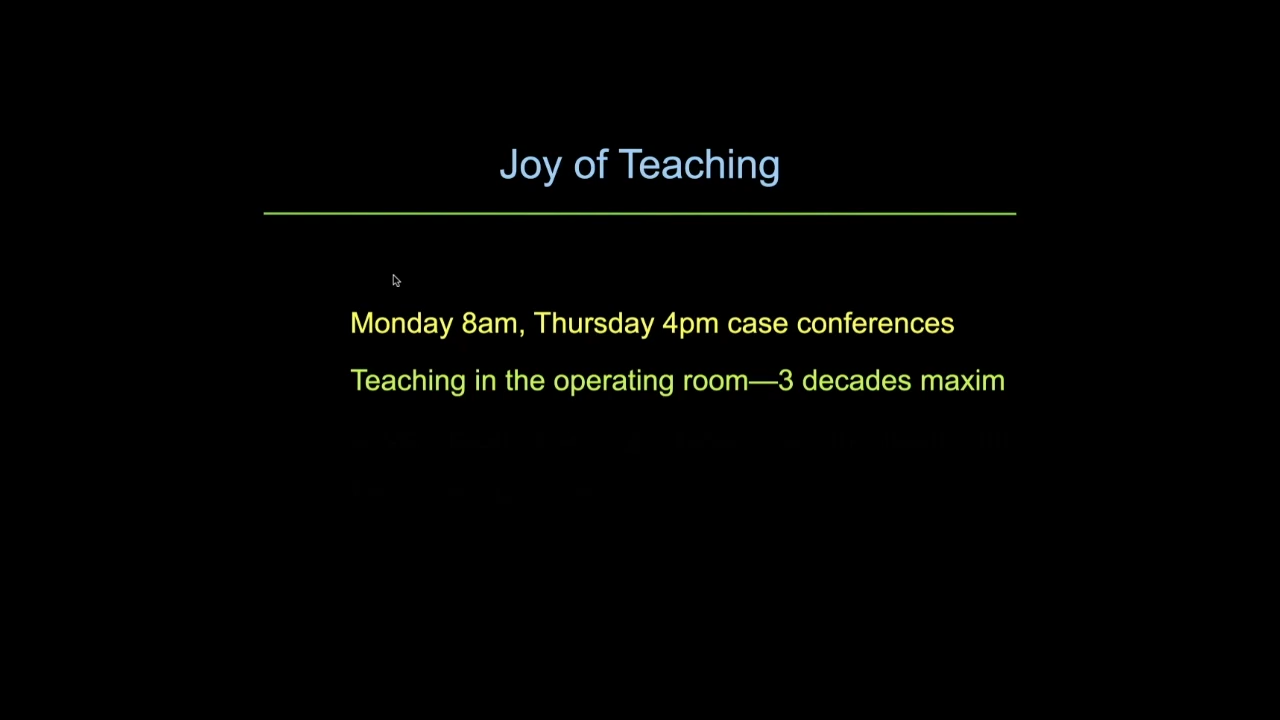 Joy of Teaching
Monday 8am, Thursday 4pm case conferences
Teaching in the operating room—3 decades maxim